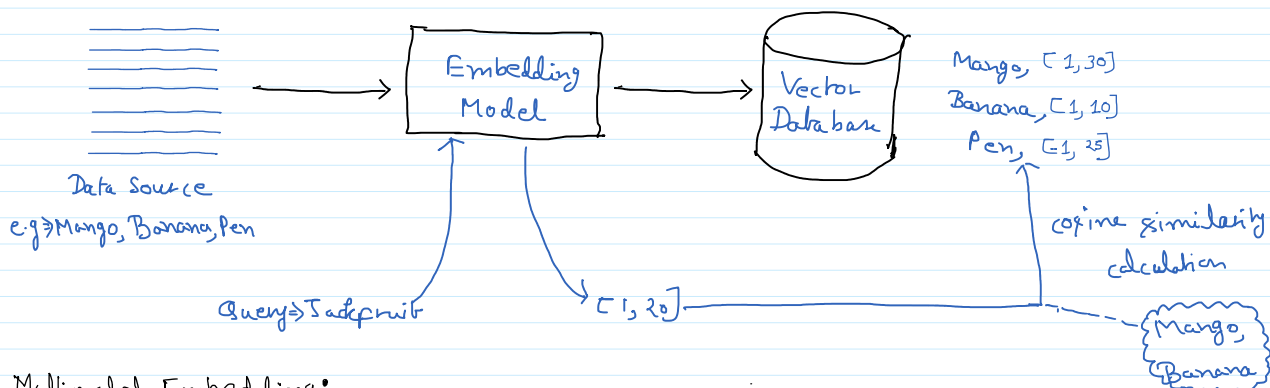 Embedding
Model
Vector
Database
Mango, [1,30]
Banana, [1, 10]
Pen, [-1, 25]
Data Source
e.g⇒Mango, Banana, Pen
cosine similarity
calculation
Query⇒Jackfruit
[1, 20]
Mango,
Banana
Embedding: